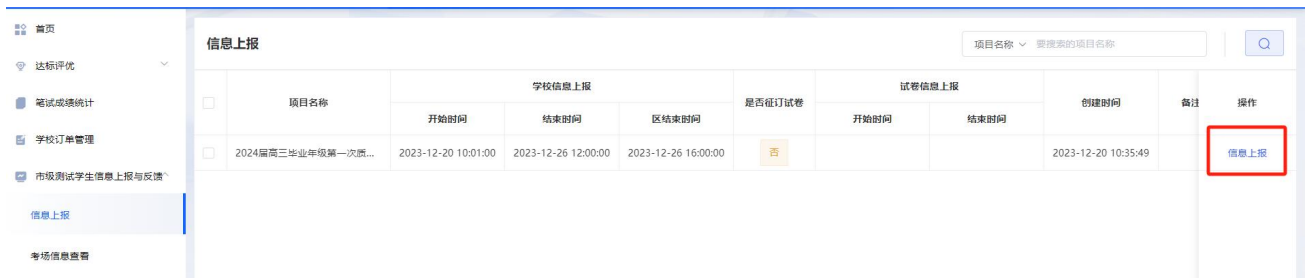 首页
达标评优
笔试成绩统计
学校订单管理
市级测试学生信息上报与反馈
信息上报
考场信息查看
信息上报
项目名称 要搜索的项目名称
项目名称 学校信息上报 是否征订试卷 试卷信息上报 创建时间 备注 操作
开始时间 结束时间 区结束时间 开始时间 结束时间
2024届高三毕业年级第一次质... 2023-12-20 10:01:00 2023-12-26 12:00:00 2023-12-26 16:00:00 否 2023-12-20 10:35:49 信息上报